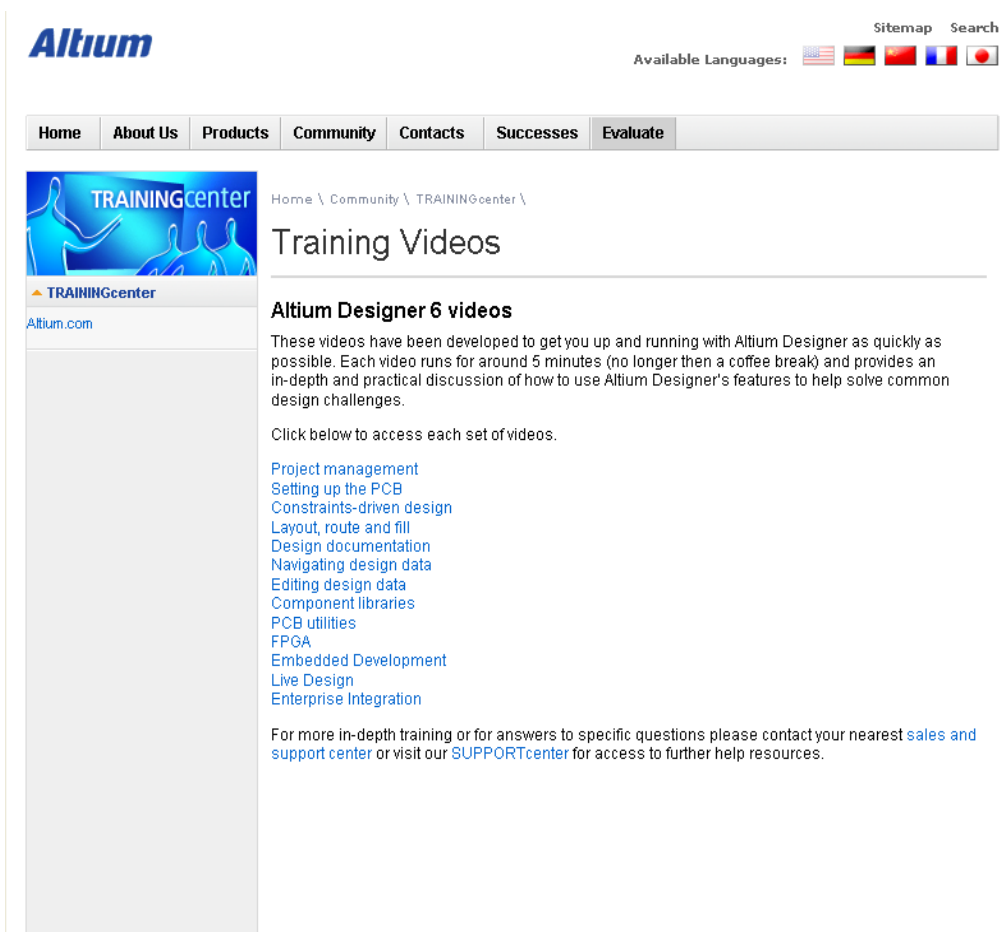 Altium
Sitemap Search
Available Languages:
Home About Us Products Community Contacts Successes Evaluate
TRAININGcenter
TRAININGcenter
Altium.com
Home \ Community \ TRAININGcenter \
Training Videos
Altium Designer 6 videos
These videos have been developed to get you up and running with Altium Designer as quickly as
possible. Each video runs for around 5 minutes (no longer then a coffee break) and provides an
in-depth and practical discussion of how to use Altium Designer's features to help solve common
design challenges.
Click below to access each set of videos.
Project management
Setting up the PCB
Constraints-driven design
Layout, route and fill
Design documentation
Navigating design data
Editing design data
Component libraries
PCB utilities
FPGA
Embedded Development
Live Design
Enterprise Integration
For more in-depth training or for answers to specific questions please contact your nearest sales and
support center or visit our SUPPORTcenter for access to further help resources.